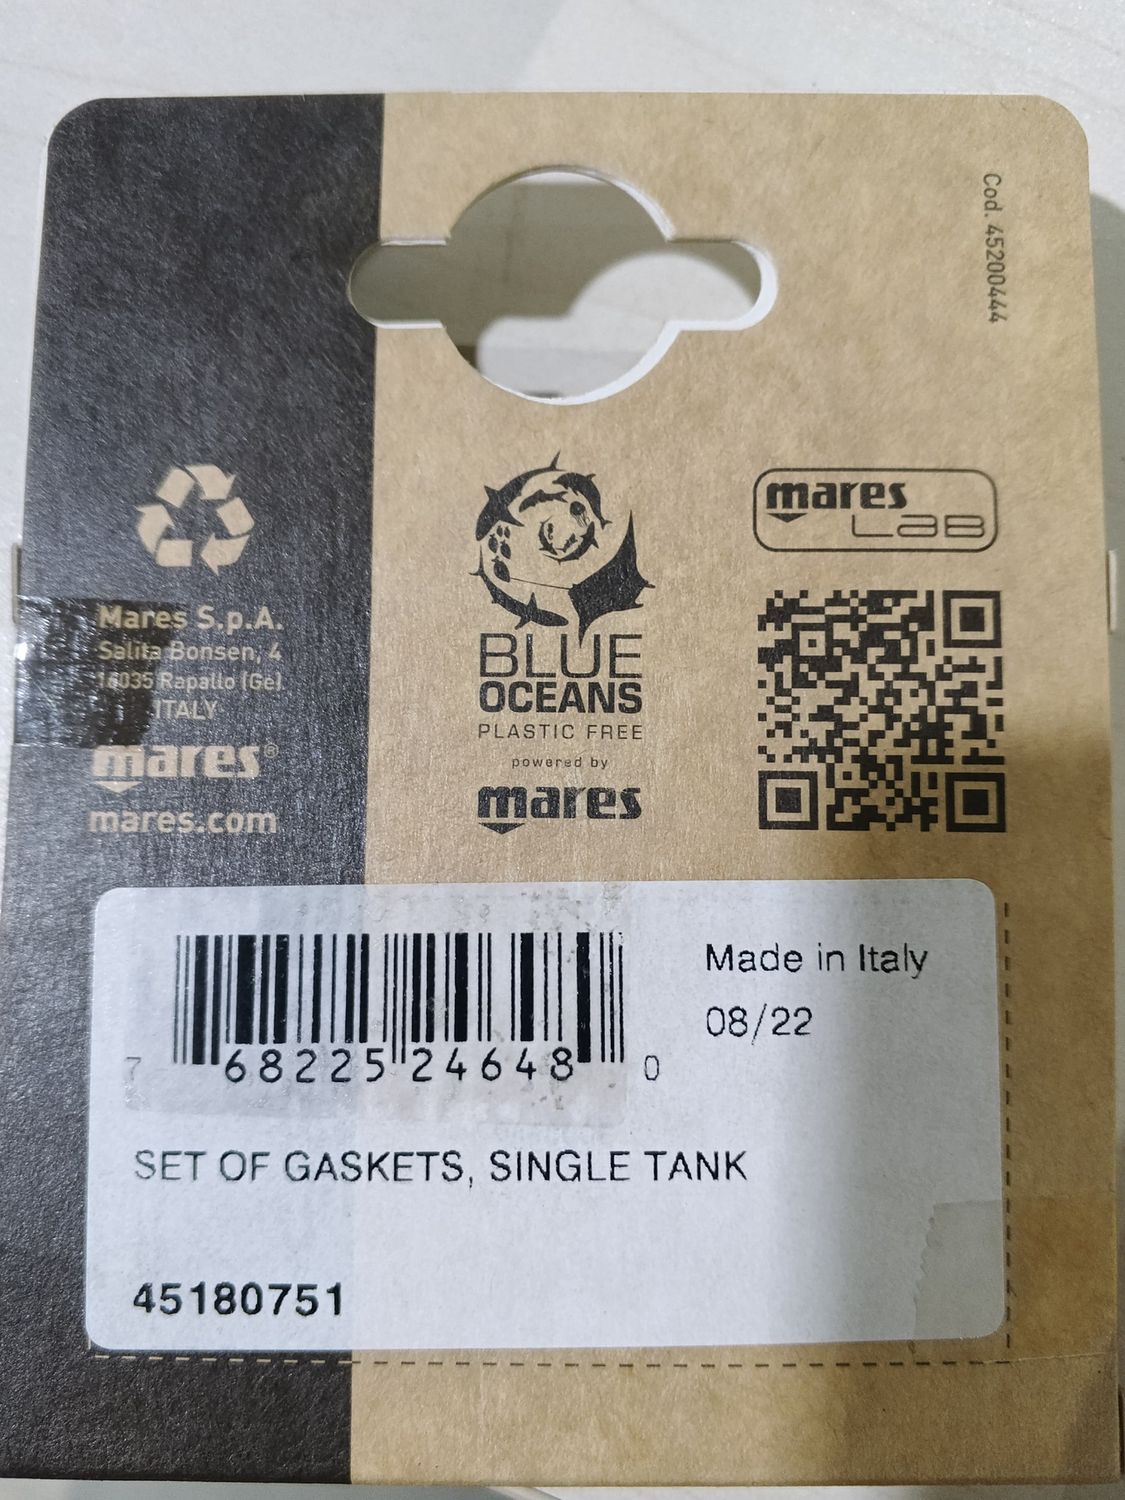 Cod. 45200444
mares
LAB
Mares S.p.A.
Salita Bonsen, 4
16035 Rapallo (Ge)
ITALY
mares®
mares.com
BLUE
OCEANS
PLASTIC FREE
powered by
mares
7 68225 24648 0
Made in Italy
08/22
SET OF GASKETS, SINGLE TANK
45180751